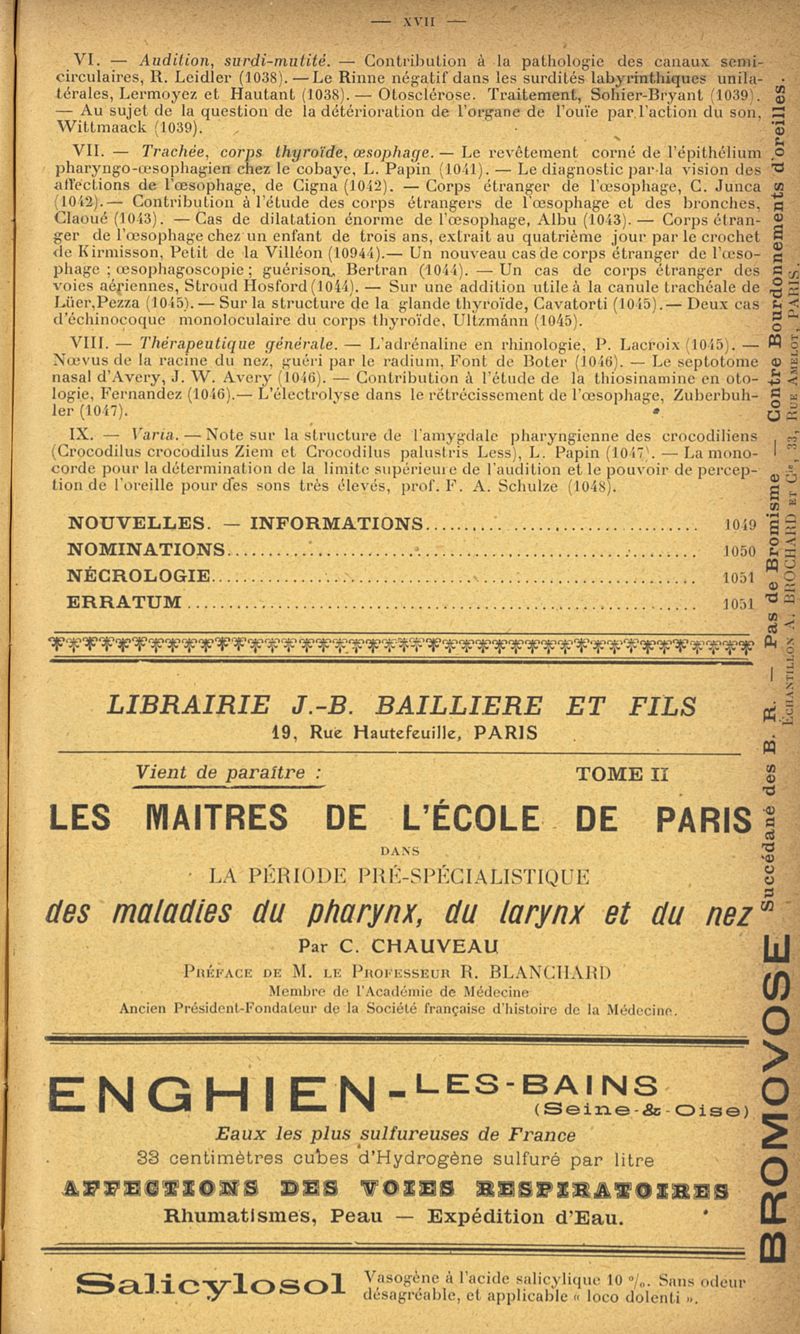 — XVII —
VI. — Audition, surdi-mutité. — Contribution à la pathologie des canaux semi-
circulaires, R. Leidler (1038). — Le Rinne négatif dans les surdités labyrinthiques unila-
térales, Lermoyez et Hautant (1038). — Otosclérose. Traitement, Sohier-Bryant (1039).
— Au sujet de la question de la détérioration de l'organe de l'ouïe par l'action du son,
Wittmaack (1039).
VII. — Trachée, corps thyroïde, œsophage. — Le revêtement corné de l'épithélium
pharyngo-œsophagien chez le cobaye, L. Papin (1041). — Le diagnostic par la vision des
affections de l'œsophage, de Cigna (1042). — Corps étranger de l'œsophage, C. Junca
(1042). — Contribution à l'étude des corps étrangers de l'œsophage et des bronches,
Claoué (1043). — Cas de dilatation énorme de l'œsophage, Albu (1043). — Corps étran-
ger de l'œsophage chez un enfant de trois ans, extrait au quatrième jour par le crochet
de Kirmisson, Petit de la Villéon (10944). — Un nouveau cas de corps étranger de l'œso-
phage ; œsophagoscopie ; guérison, Bertran (1044). — Un cas de corps étranger des
voies aériennes, Stroud Hosford (1044). — Sur une addition utile à la canule trachéale de
Lüer, Pezza (1045). — Sur la structure de la glande thyroïde, Cavatorti (1045). — Deux cas
d'échinocoque monoloculaire du corps thyroïde, Ultzmánn (1045).
VIII. — Thérapeutique générale. — L'adrénaline en rhinologie, P. Lacroix (1045). —
Nœvus de la racine du nez, guéri par le radium, Font de Boter (1046). — Le septotome
nasal d'Avery, J. W. Avery (1046). — Contribution à l'étude de la thiosinamine en oto-
logie, Fernandez (1046). — L'électrolyse dans le rétrécissement de l'œsophage, Zuberbuh-
ler (1047).
IX. — Varia. — Note sur la structure de l'amygdale pharyngienne des crocodiliens
(Crocodilus crocodilus Ziem et Crocodilus palustris Less), L. Papin (1047). — La mono-
corde pour la détermination de la limite supérieure de l'audition et le pouvoir de percep-
tion de l'oreille pour des sons très élevés, prof. F. A. Schulze (1048).
NOUVELLES. — INFORMATIONS.......... 1049
NOMINATIONS.......... 1050
NÉCROLOGIE.......... 1051
ERRATUM.......... 1051
LIBRAIRIE J.-B. BAILLIERE ET FILS
19, Rue Hautefeuille, PARIS
Vient de paraître : TOME II
LES MAITRES DE L'ÉCOLE DE PARIS
DANS
LA PÉRIODE PRÉ-SPÉCIALISTIQUE
des maladies du pharynx, du larynx et du nez
Par C. CHAUVEAU
PRÉFACE DE M. LE PROFESSEUR R. BLANCHARD
Membre de l'Académie de Médecine
Ancien Président-Fondateur de la Société française d'histoire de la Médecine.
ENGHIEN-LES-BAINS
(Seine-&-Oise)
Eaux les plus sulfureuses de France
33 centimètres cubes d'Hydrogène sulfuré par litre
AFFECTIONS DES VOIES RESPIRATOIRES
Rhumatismes, Peau — Expédition d'Eau.
Salicylosol Vasogène à l'acide salicylique 10 %. Sans odeur
désagréable, et applicable « loco dolenti ».
BROMOVOSE Succédané des B. R. — Pas de Bromisme — Contre Bourdonnements d'oreilles.
ÉCHANTILLON A. BROCHARD ET Cie, 33, RUE AMELOT, PARIS.